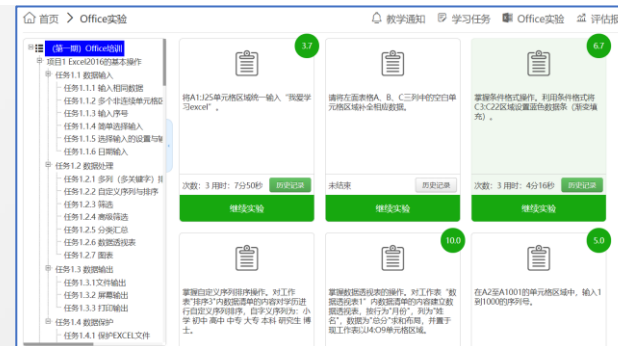 首页 > Office实验
教学通知 学习任务 Office实验 评估报
(第一期) Office培训
项目1 Excel2016的基本操作
任务1.1 数据输入
任务1.1.1 输入相同数据
任务1.1.2 多个非连续单元格
任务1.1.3 输入序号
任务1.1.4 简单选择输入
任务1.1.5 选择输入的设置与
任务1.1.6 日期输入
任务1.2 数据处理
任务1.2.1 多列（多关键字）排
任务1.2.2 自定义序列与排序
任务1.2.3 筛选
任务1.2.4 高级筛选
任务1.2.5 分类汇总
任务1.2.6 数据透视表
任务1.2.7 图表
任务1.3 数据输出
任务1.3.1文件输出
任务1.3.2 屏幕输出
任务1.3.3 打印输出
任务1.4 数据保护
任务1.4.1 保护EXCEL文件
3.7
将A1:J25单元格区域统一输入“我爱学
习excel”。
次数：3 用时：7分50秒 历史记录
继续实验
请将左面表格A、B、C三列中的空白单
元格区域补全相应数据。
未结束 历史记录
继续实验
6.7
掌握条件格式操作。利用条件格式将
C3:C22区域设置蓝色数据条（渐变填
充）。
次数：3 用时：4分16秒 历史记录
继续实验
掌握自定义序列排序操作。对工作
表“排序3”内数据清单的内容对学历进
行自定义序列排序，自字义序列为：小
学 初中 高中 中专 大专 本科 研究生 博
士。
10.0
掌握数据透视表的操作。对工作表“数
据透视表1”内数据清单的内容建立数
据透视表，按行为“月份”，列为“姓
名”，数据为“总分”求和布局，并置于
现工作表以I4:O9单元格区域。
5.0
在A2至A1001的单元格区域中，输入1
到1000的序列号。